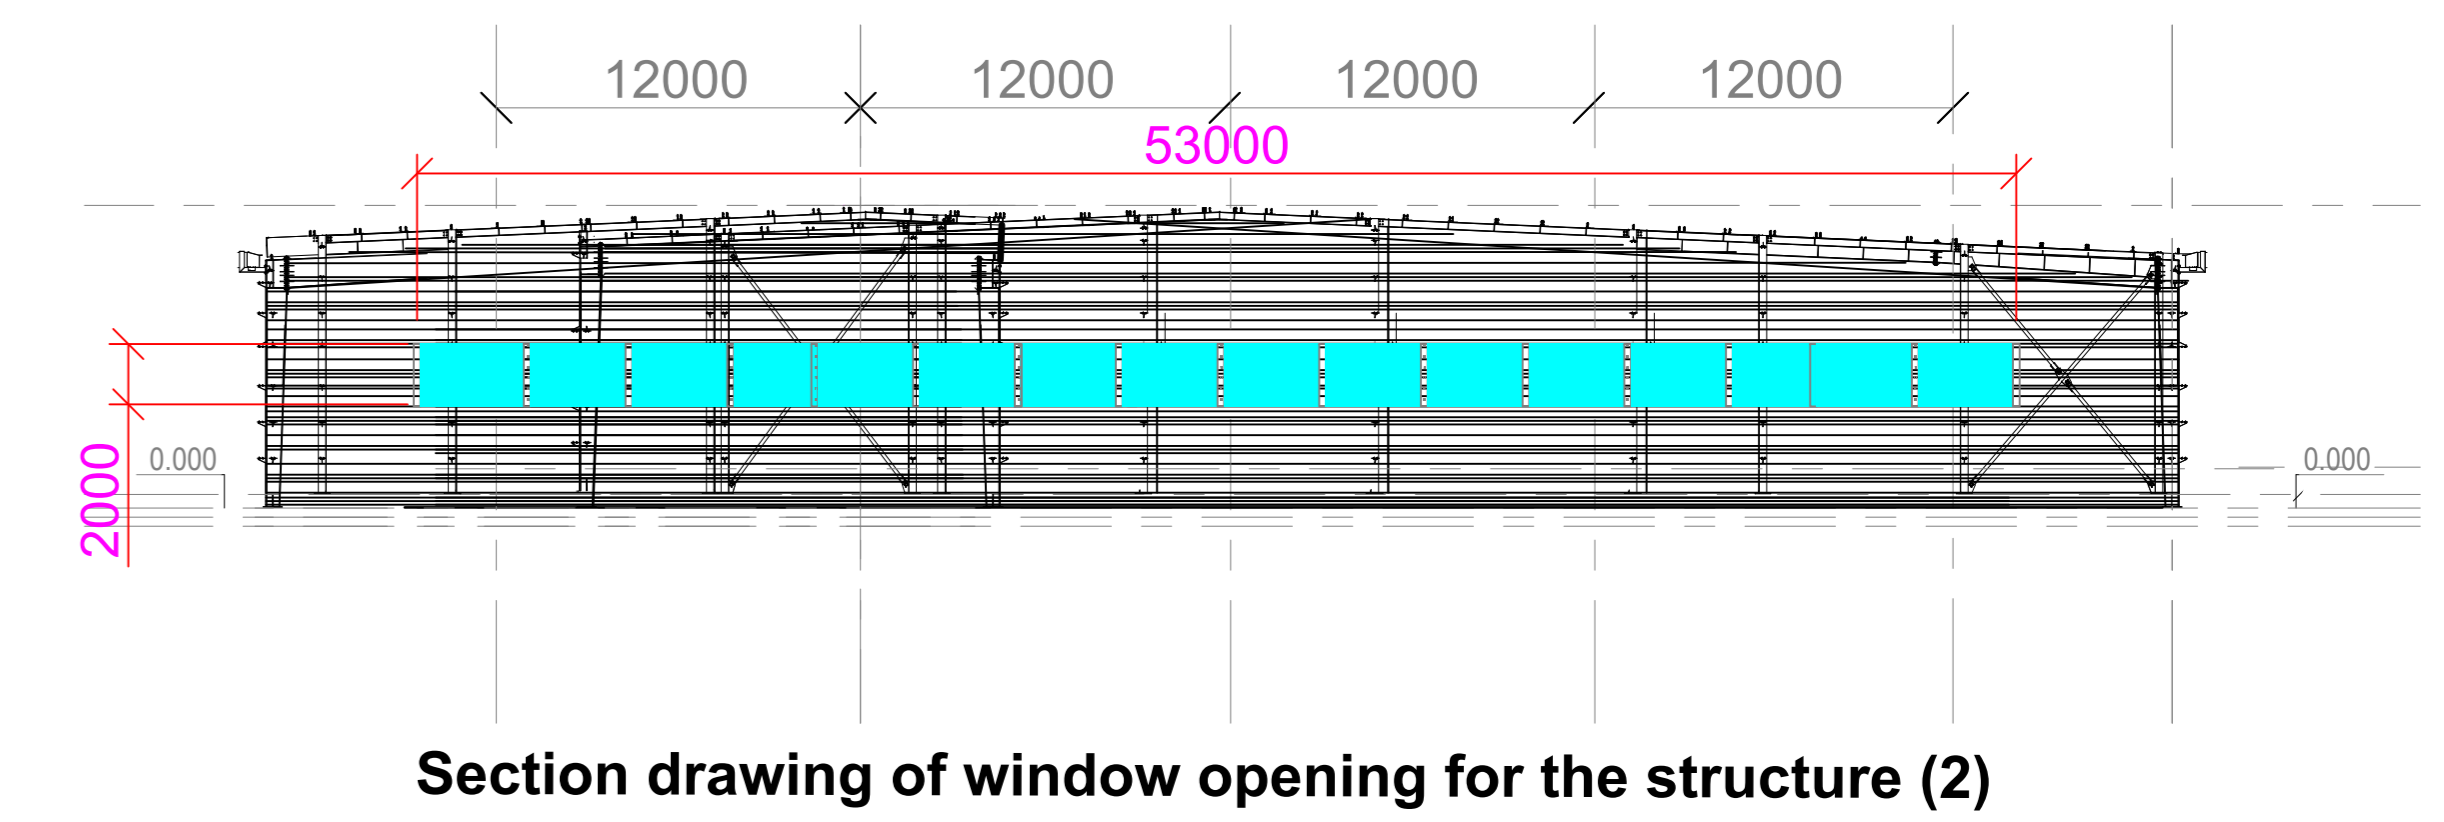 12000 12000 12000 12000
53000
2000
0.000 0.000
Section drawing of window opening for the structure (2)